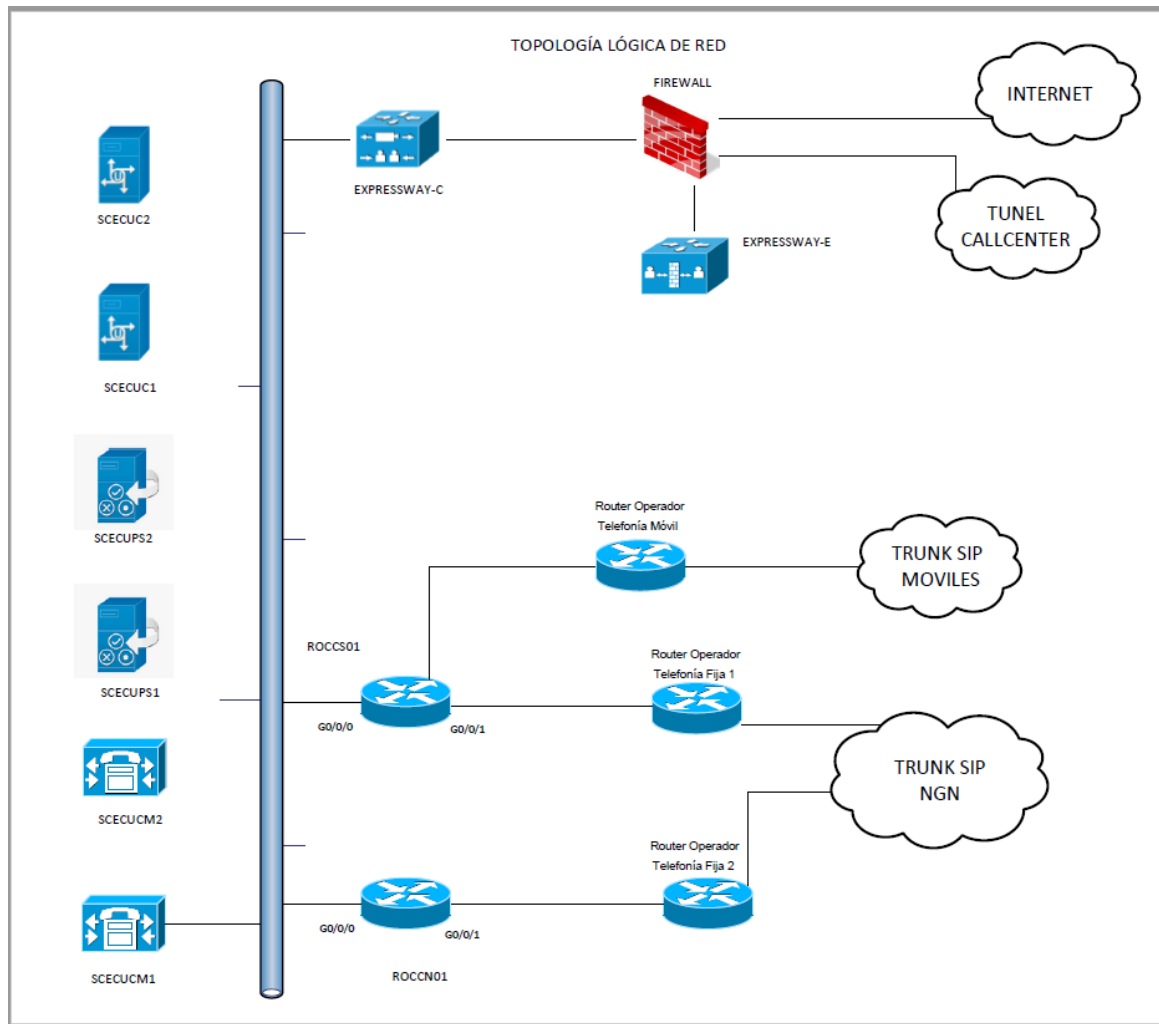 TOPOLOGÍA LÓGICA DE RED
FIREWALL
INTERNET
EXPRESSWAY-C
SCECUC2
TUNEL
CALLCENTER
EXPRESSWAY-E
SCECUC1
Router Operador
Telefonía Móvil
SCECUPS2
TRUNK SIP
MOVILES
ROCCS01
Router Operador
Telefonía Fija 1
SCECUPS1
G0/0/0
G0/0/1
TRUNK SIP
NGN
SCECUCM2
Router Operador
Telefonía Fija 2
G0/0/0
G0/0/1
SCECUCM1
ROCCN01